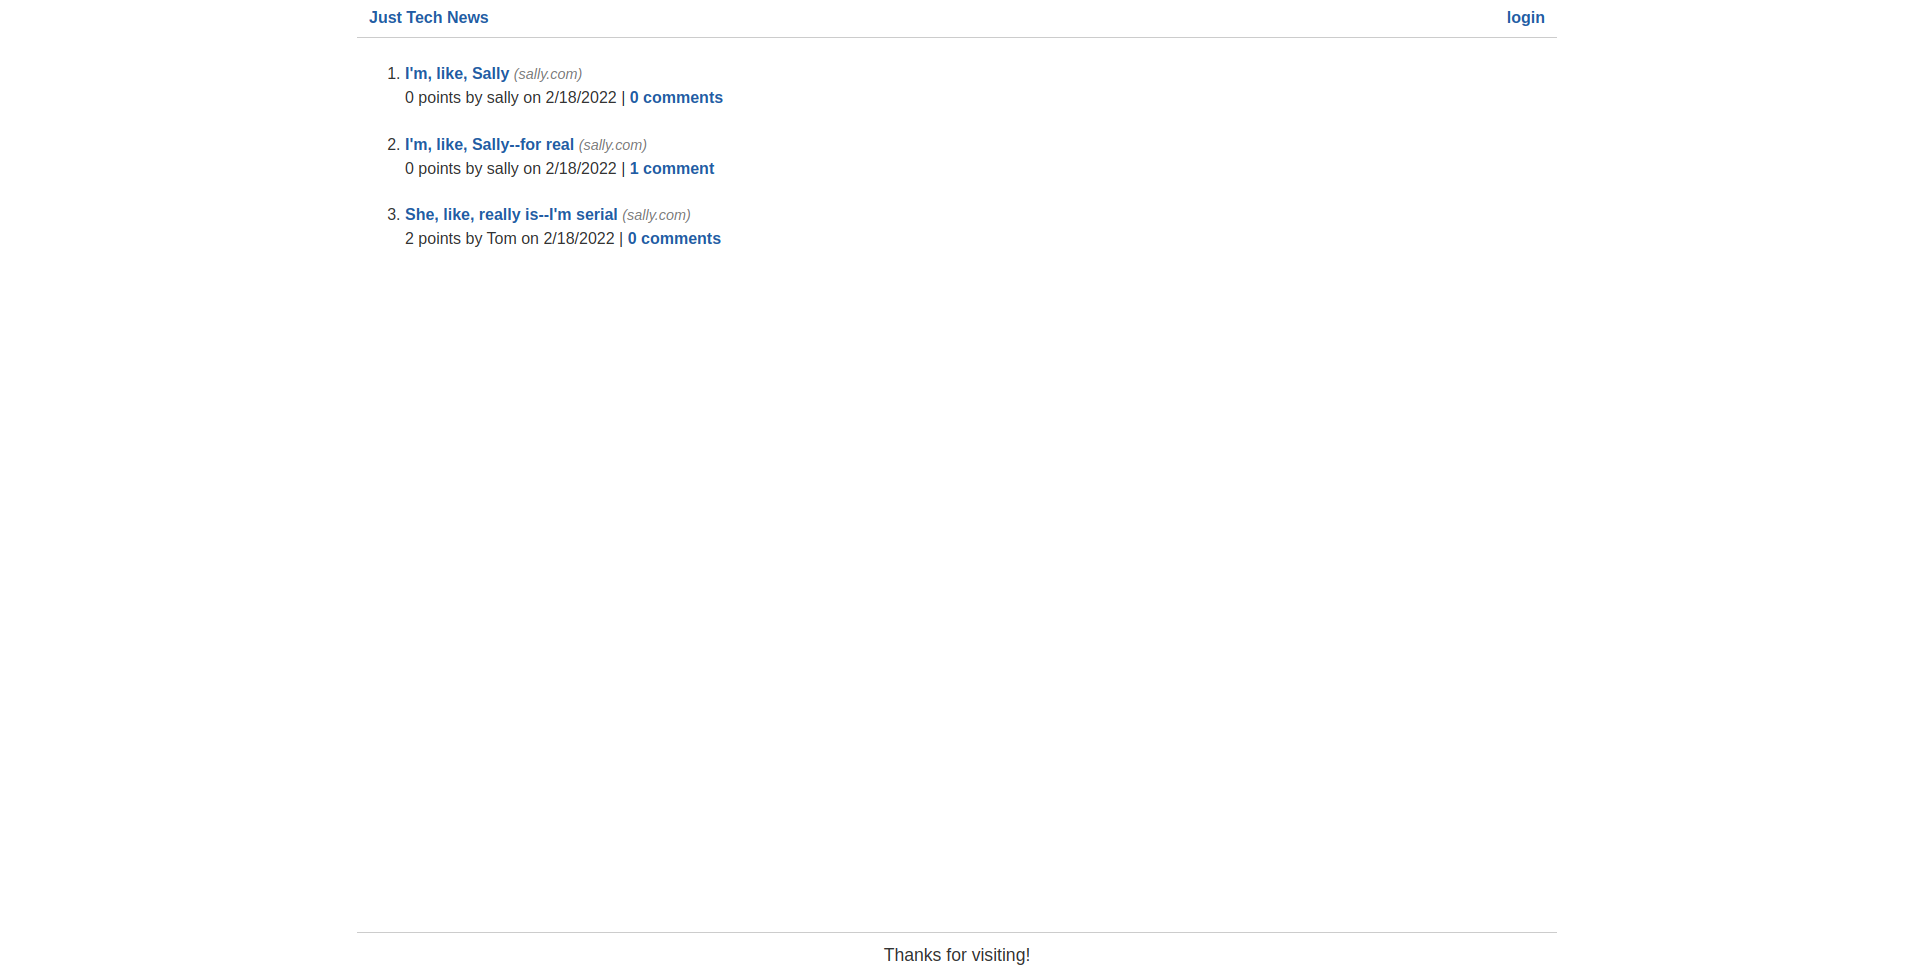 Just Tech News
login
1. I'm, like, Sally (sally.com)
0 points by sally on 2/18/2022 | 0 comments
2. I'm, like, Sally--for real (sally.com)
0 points by sally on 2/18/2022 | 1 comment
3. She, like, really is--I'm serial (sally.com)
2 points by Tom on 2/18/2022 | 0 comments
Thanks for visiting!